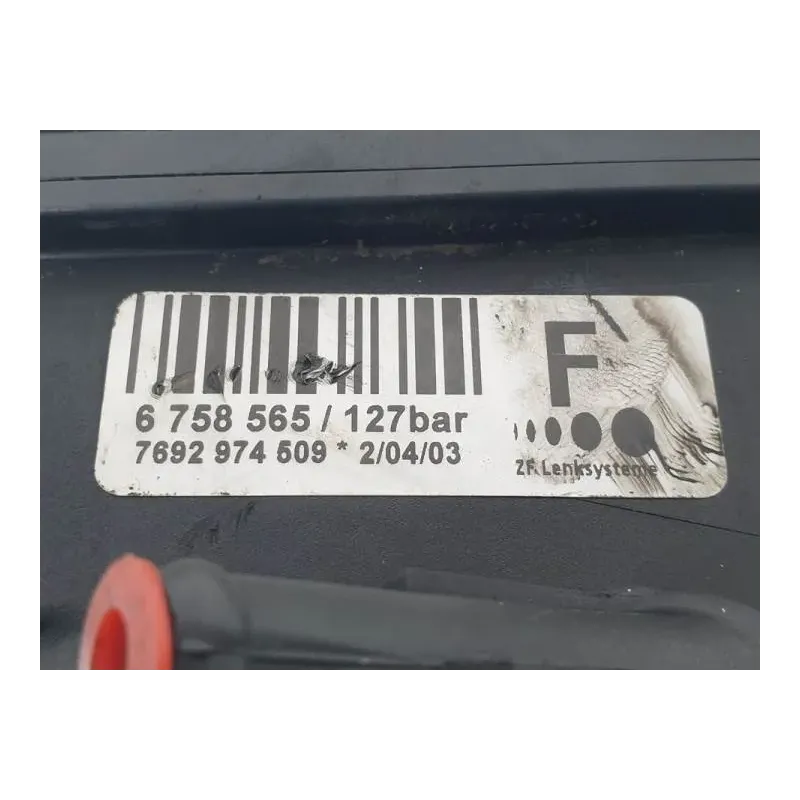 6 758 565 / 127bar
7692 974 509 * 2/04/03
F
ZF Lenksysteme